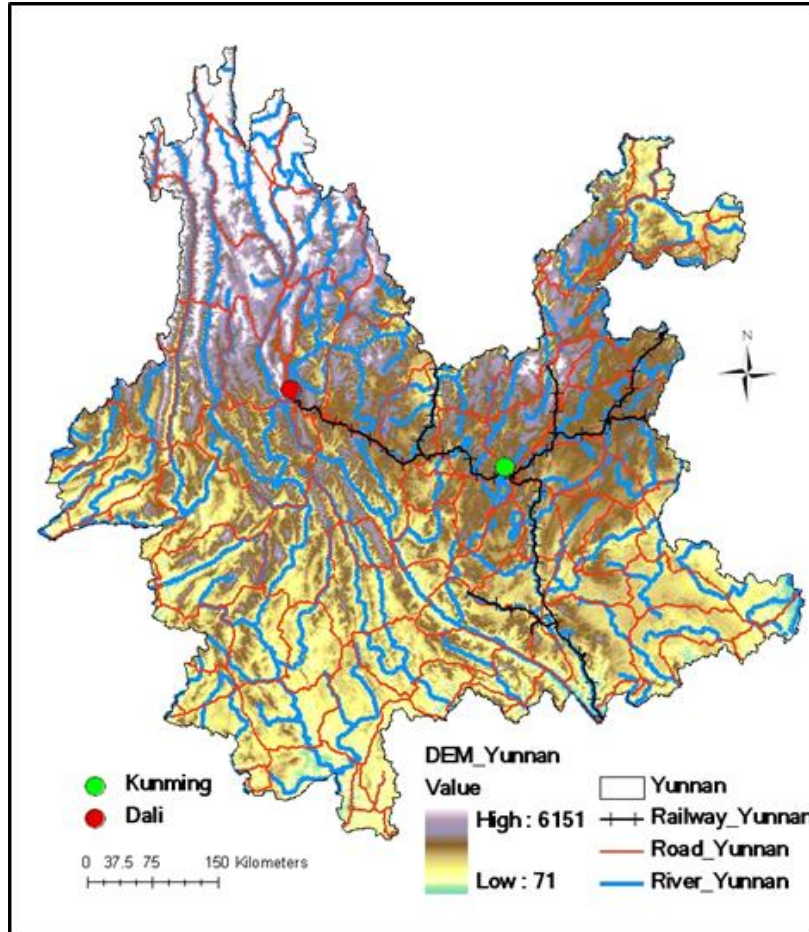 N
Kunming
Dali
0 37.5 75 150 Kilometers
DEM_Yunnan
Value
High : 6151
Low : 71
Yunnan
Railway_Yunnan
Road_Yunnan
River_Yunnan